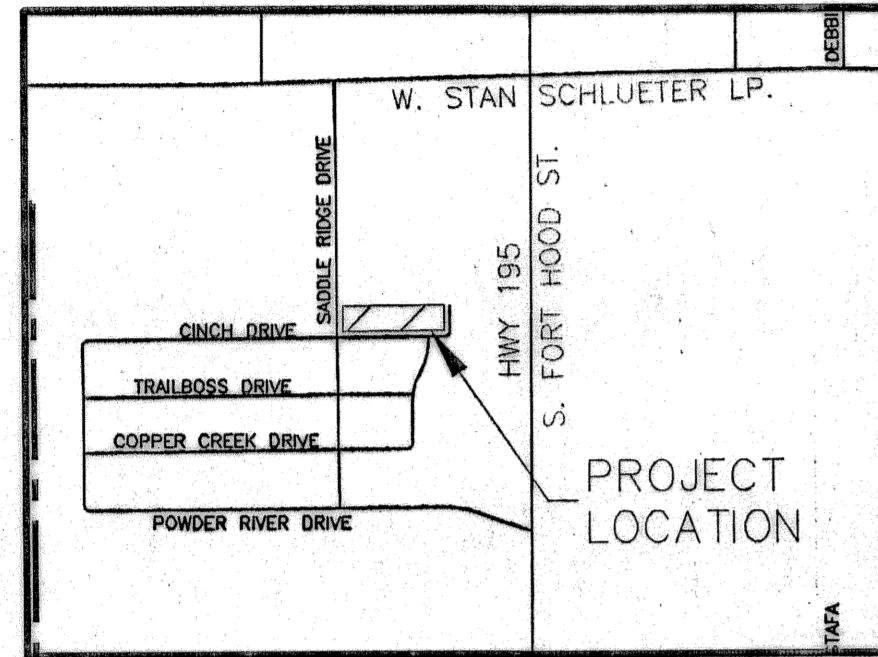 DEBBI
W. STAN SCHLUETER LP.
SADDLE RIDGE DRIVE
HWY 195
S. FORT HOOD ST.
CINCH DRIVE
TRAILBOSS DRIVE
COPPER CREEK DRIVE
POWDER RIVER DRIVE
PROJECT
LOCATION
STAFA